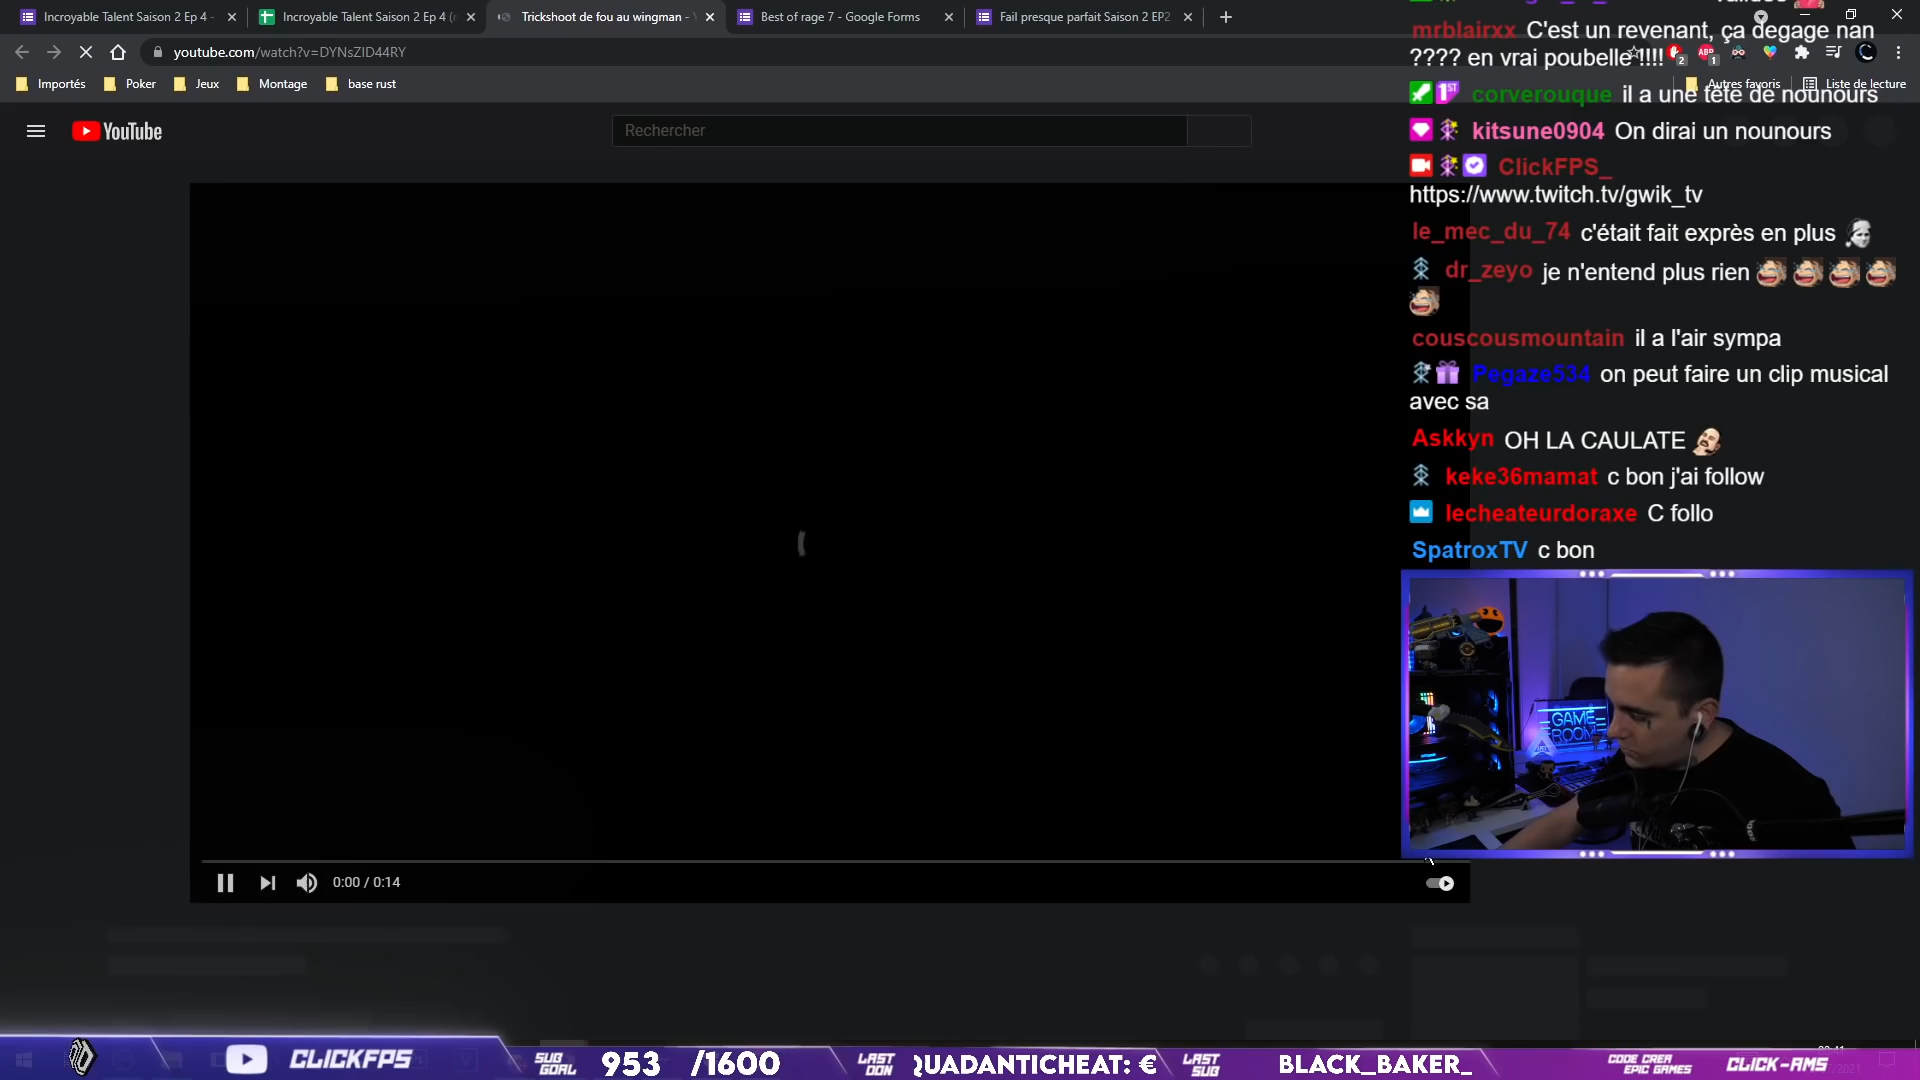 Incroyable Talent Saison 2 Ep 4 -
Incroyable Talent Saison 2 Ep 4 (
Trickshoot de fou au wingman -
Best of rage 7 - Google Forms
Fail presque parfait Saison 2 EP2
youtube.com/watch?v=DYNsZID44RY
Importés
Poker
Jeux
Montage
base rust
Autres favoris
Liste de lecture
YouTube
Rechercher
mrblairxx C'est un revenant, ça degage nan
???? en vrai poubelle !!!!
corverouque il a une tête de nounours
kitsune0904 On dirai un nounours
ClickFPS_
https://www.twitch.tv/gwik_tv
le_mec_du_74 c'était fait exprès en plus
dr_zeyo je n'entend plus rien
couscousmountain il a l'air sympa
Pegaze534 on peut faire un clip musical
avec sa
Askkyn OH LA CAULATE
keke36mamat c bon j'ai follow
lecheateurdoraxe C follo
SpatroxTV c bon
GAME
ROOM
0:00 / 0:14
CLICKFPS
SUB GOAL 953 /1600
LAST DON QUADANTICHEAT: €
LAST SUB BLACK_BAKER_
CODE CREA
EPIC GAMES
CLICK-AMS